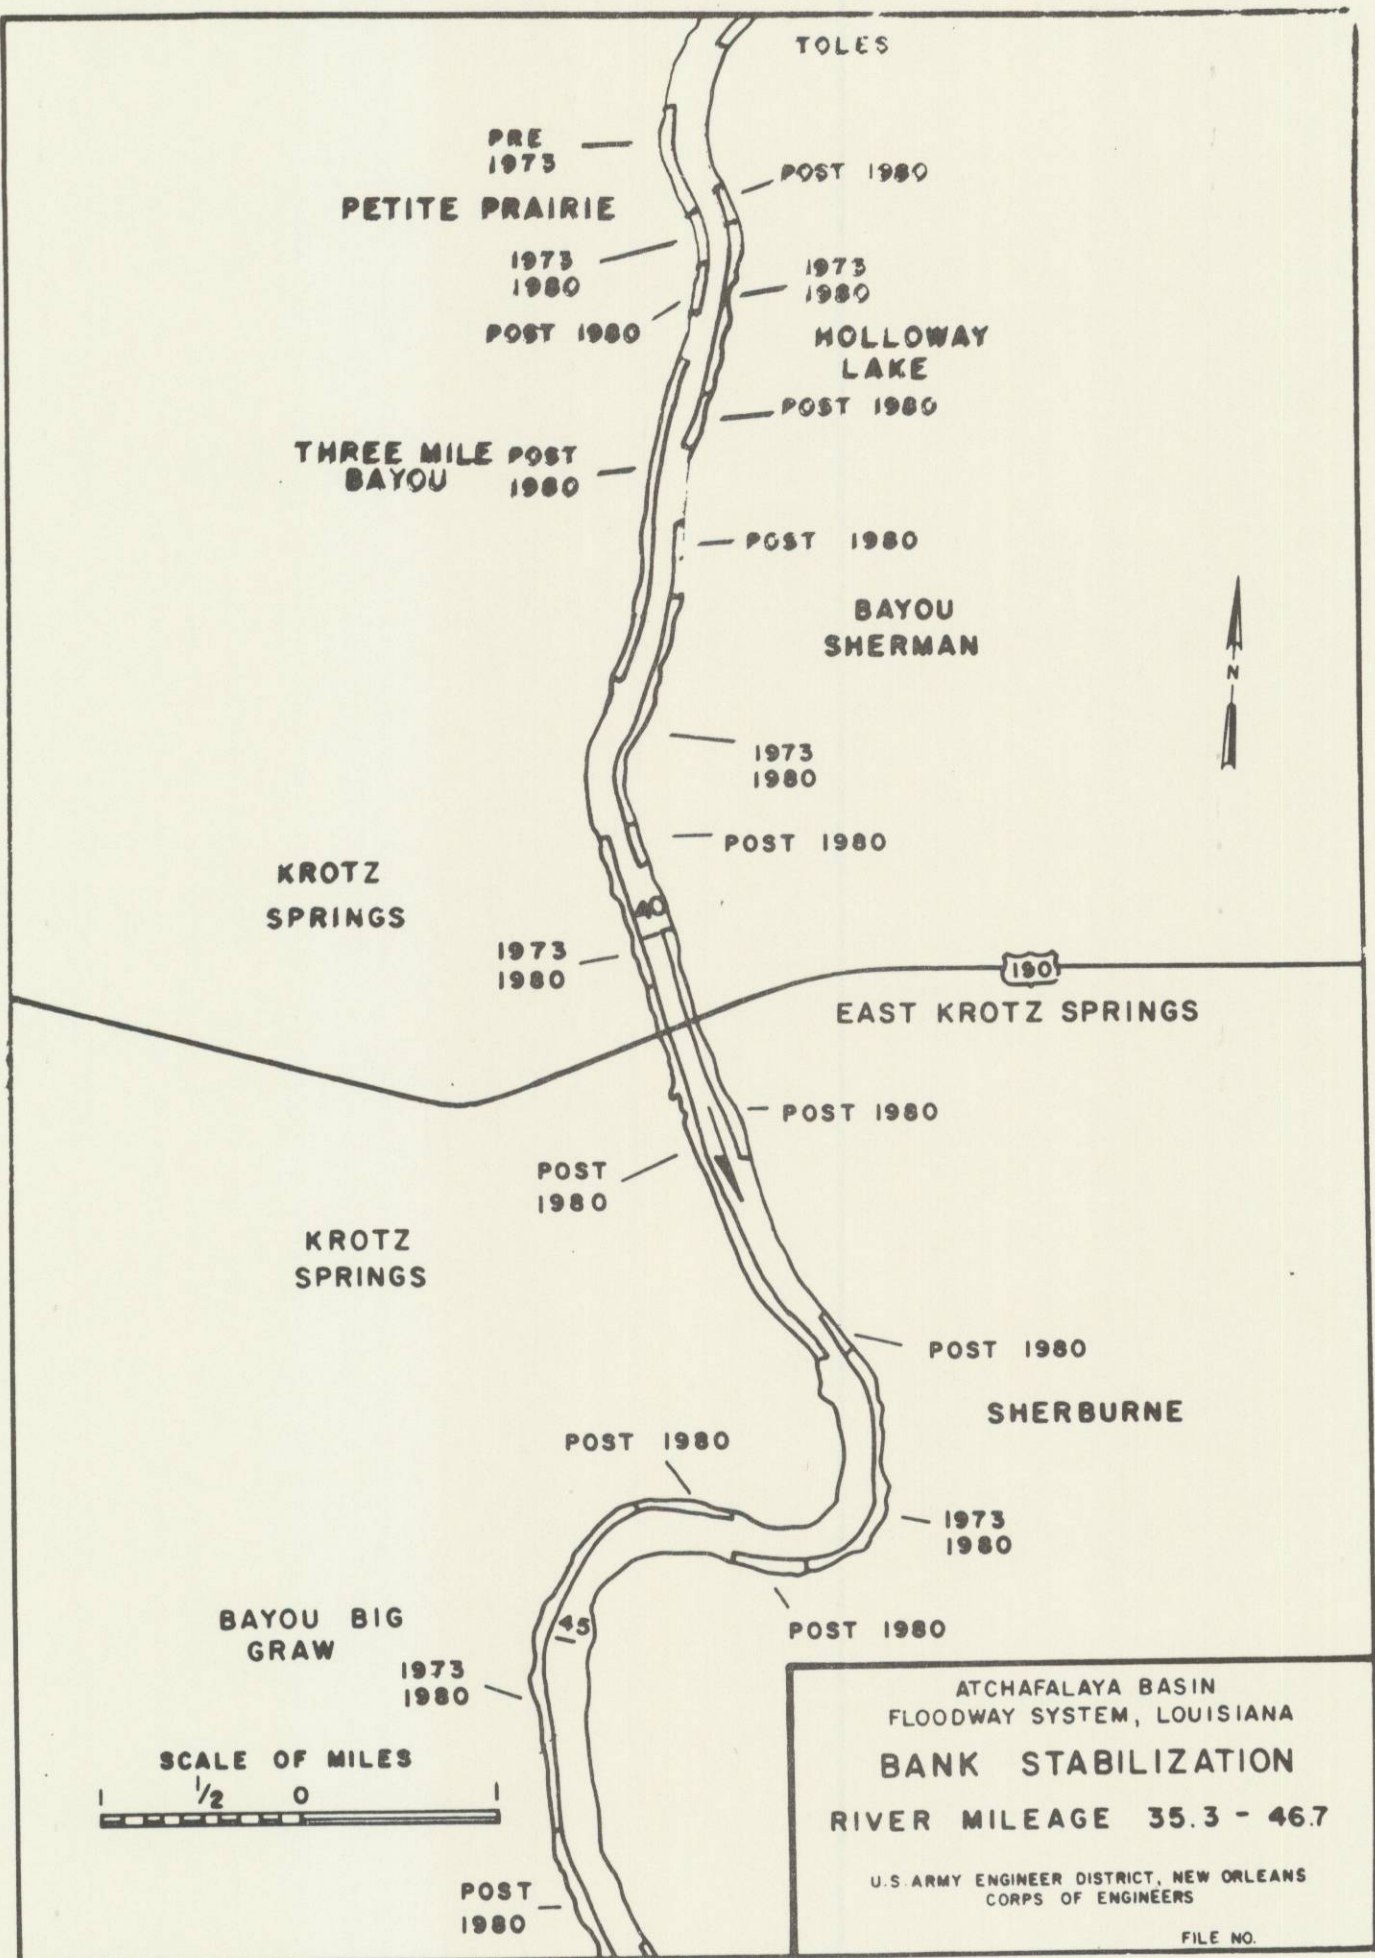 TOLES
PRE
1973
POST 1980
PETITE PRAIRIE
1973
1980
1973
1980
POST 1980
HOLLOWAY
LAKE
POST 1980
THREE MILE
BAYOU
POST
1980
POST 1980
BAYOU
SHERMAN
N
1973
1980
POST 1980
KROTZ
SPRINGS
40
1973
1980
190
EAST KROTZ SPRINGS
POST 1980
POST
1980
KROTZ
SPRINGS
POST 1980
SHERBURNE
POST 1980
1973
1980
BAYOU BIG
GRAW
45
POST 1980
1973
1980
SCALE OF MILES
1 1/2 0 1
POST
1980
ATCHAFALAYA BASIN
FLOODWAY SYSTEM, LOUISIANA
BANK STABILIZATION
RIVER MILEAGE 35.3 - 46.7
U.S. ARMY ENGINEER DISTRICT, NEW ORLEANS
CORPS OF ENGINEERS
FILE NO.